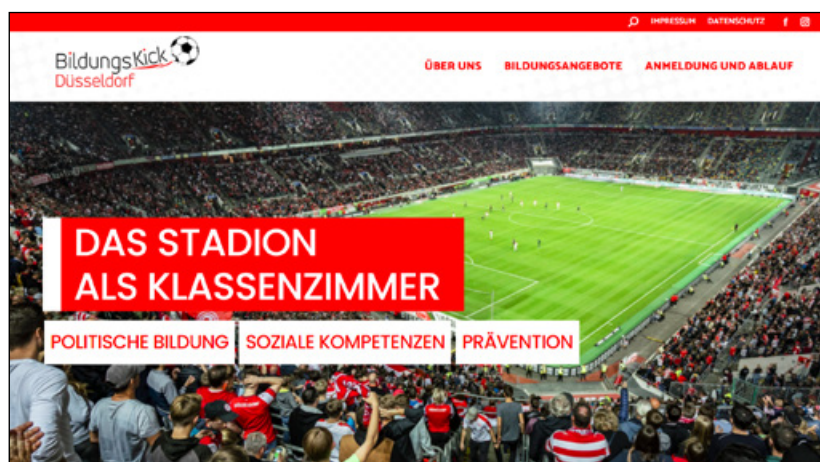 IMPRESSUM DATENSCHUTZ
BildungsKick
Düsseldorf
ÜBER UNS BILDUNGSANGEBOTE ANMELDUNG UND ABLAUF
DAS STADION
ALS KLASSENZIMMER
POLITISCHE BILDUNG SOZIALE KOMPETENZEN PRÄVENTION